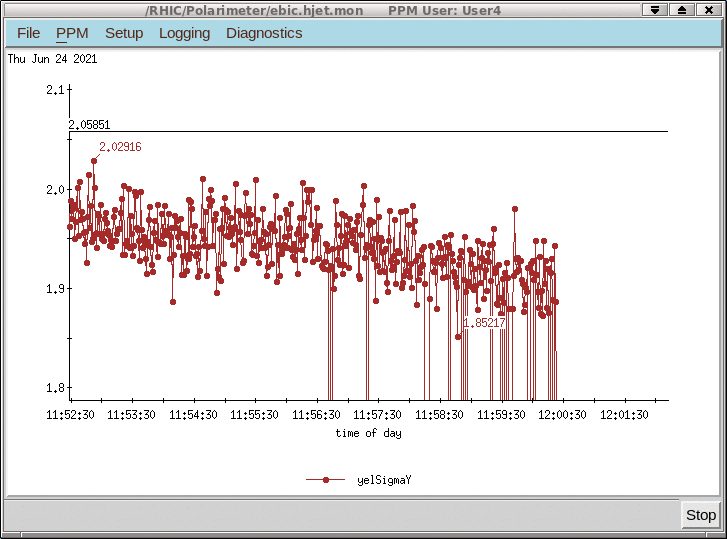 /RHIC/Polarimeter/ebic.hjet.mon PPM User: User4
File PPM Setup Logging Diagnostics
Thu Jun 24 2021
2.1
2.05851
2.02916
2.0
1.9
1.85217
1.8
11:52:30 11:53:30 11:54:30 11:55:30 11:56:30 11:57:30 11:58:30 11:59:30 12:00:30 12:01:30
time of day
yelSigmaY
Stop